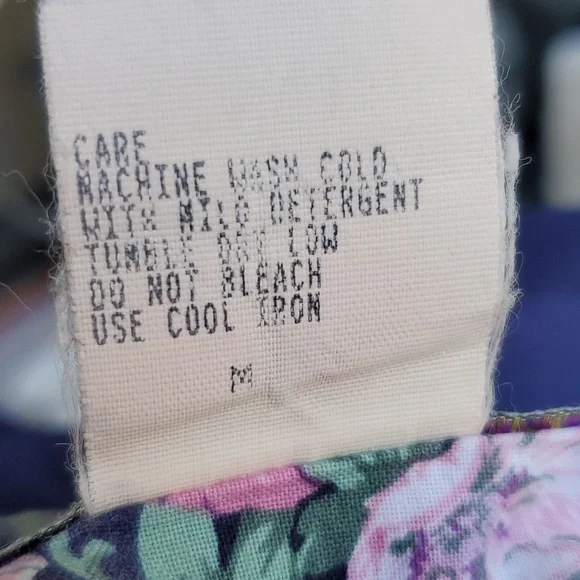 CARE
MACHINE WASH COLD
WITH MILD DETERGENT
TUMBLE DRY LOW
DO NOT BLEACH
USE COOL IRON
M